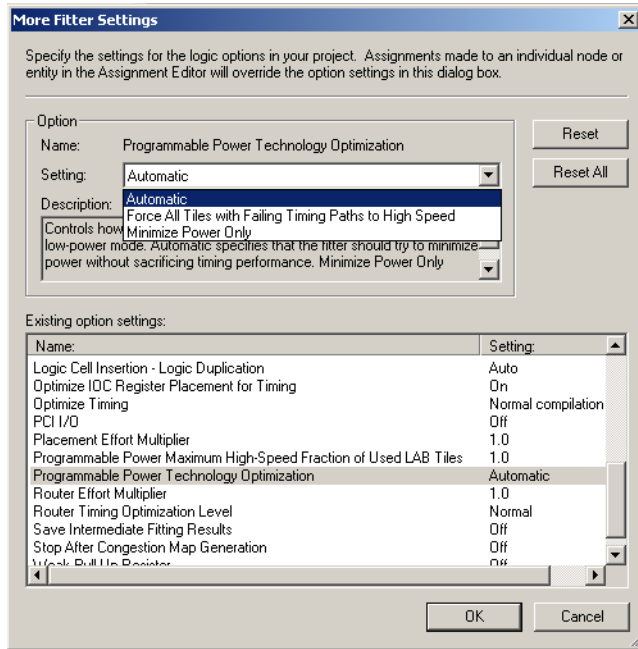 More Fitter Settings
Specify the settings for the logic options in your project. Assignments made to an individual node or
entity in the Assignment Editor will override the option settings in this dialog box.
Option
Name: Programmable Power Technology Optimization
Reset
Setting: Automatic
Reset All
Description:
Automatic
Force All Tiles with Failing Timing Paths to High Speed
Minimize Power Only
Controls how
low-power mode. Automatic specifies that the fitter should try to minimize
power without sacrificing timing performance. Minimize Power Only
Existing option settings:
Name: Setting:
Logic Cell Insertion - Logic Duplication Auto
Optimize IOC Register Placement for Timing On
Optimize Timing Normal compilation
PCI I/O Off
Placement Effort Multiplier 1.0
Programmable Power Maximum High-Speed Fraction of Used LAB Tiles 1.0
Programmable Power Technology Optimization Automatic
Router Effort Multiplier 1.0
Router Timing Optimization Level Normal
Save Intermediate Fitting Results Off
Stop After Congestion Map Generation Off
Weak Pull-Up Resistor Off
OK Cancel